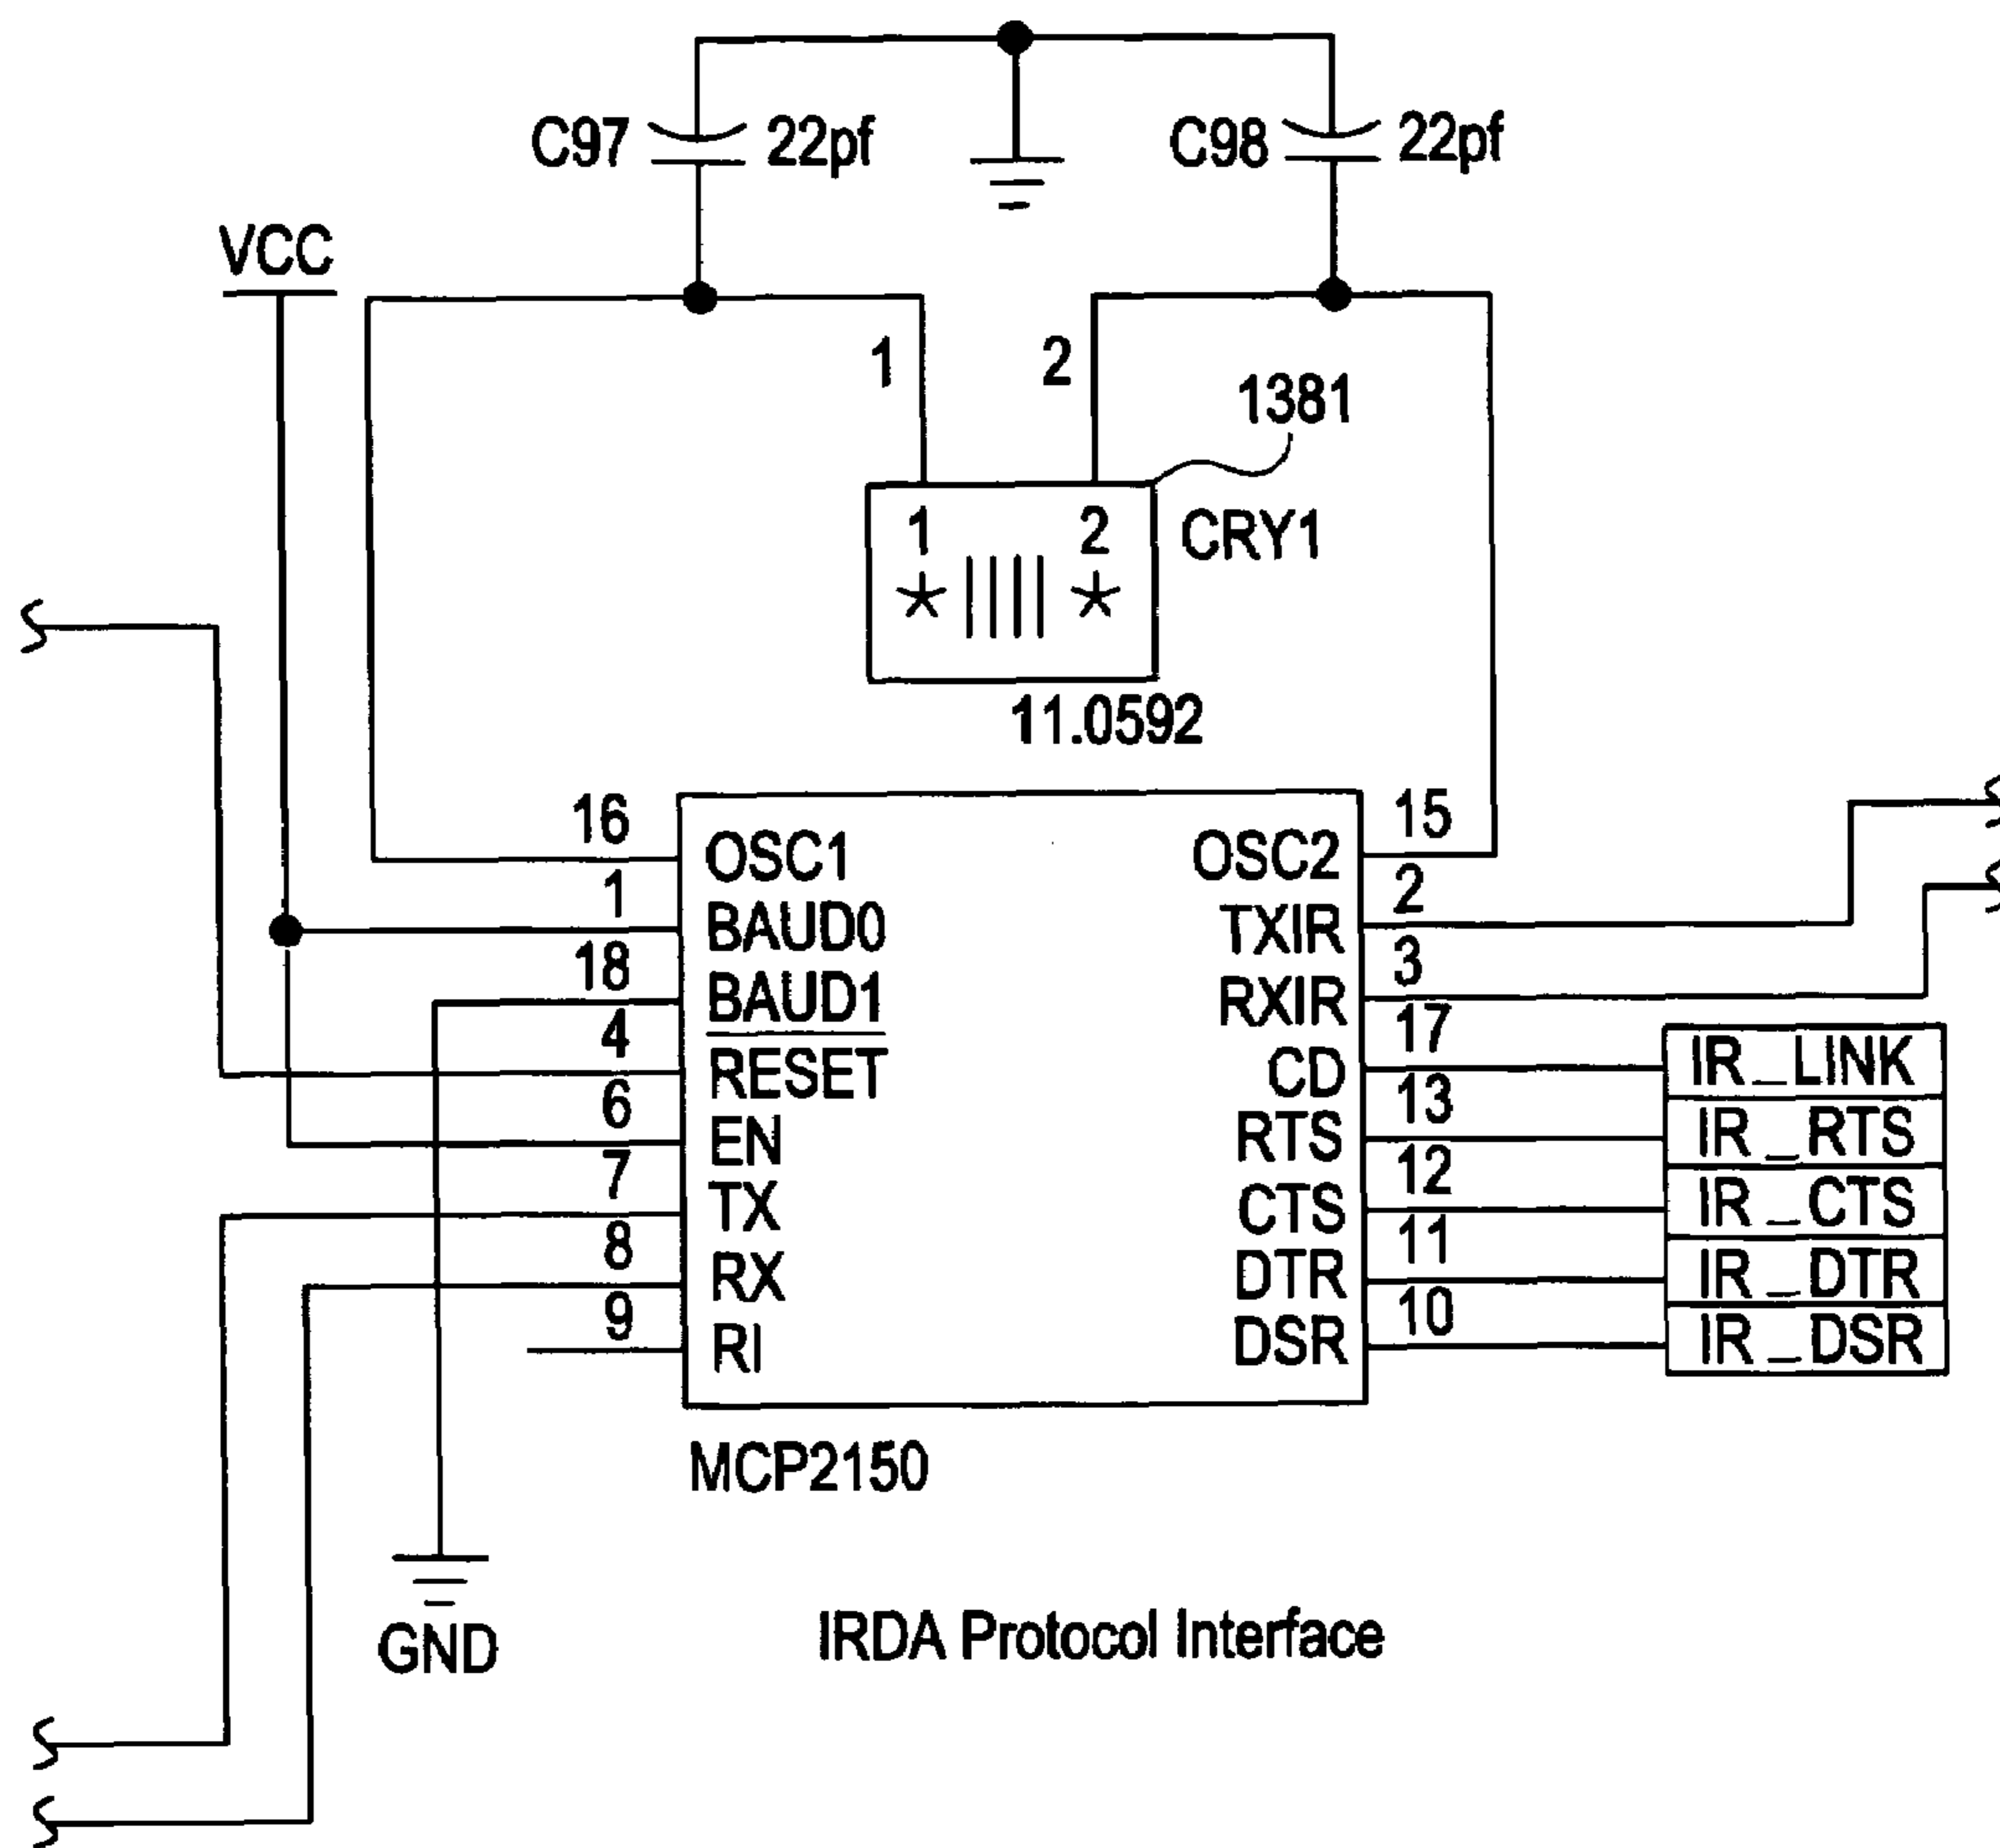 C97 22pf C98 22pf
VCC
1 2
1381
1 2 CRY1
11.0592
16 OSC1 OSC2 15
1 BAUD0 TXIR 2
18 BAUD1 RXIR 3
4 RESET CD 17 IR_LINK
6 EN RTS 13 IR_RTS
7 TX CTS 12 IR_CTS
8 RX DTR 11 IR_DTR
9 RI DSR 10 IR_DSR
MCP2150
GND
IRDA Protocol Interface